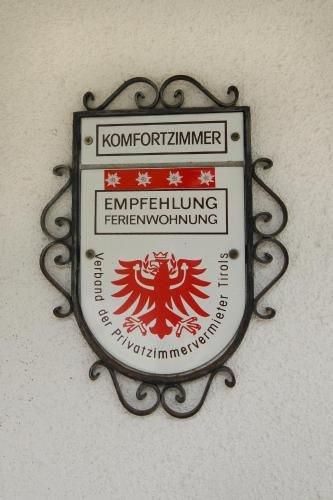 KOMFORTZIMMER
EMPFEHLUNG
FERIENWOHNUNG
Verband der Privatzimmervermieter Tirols